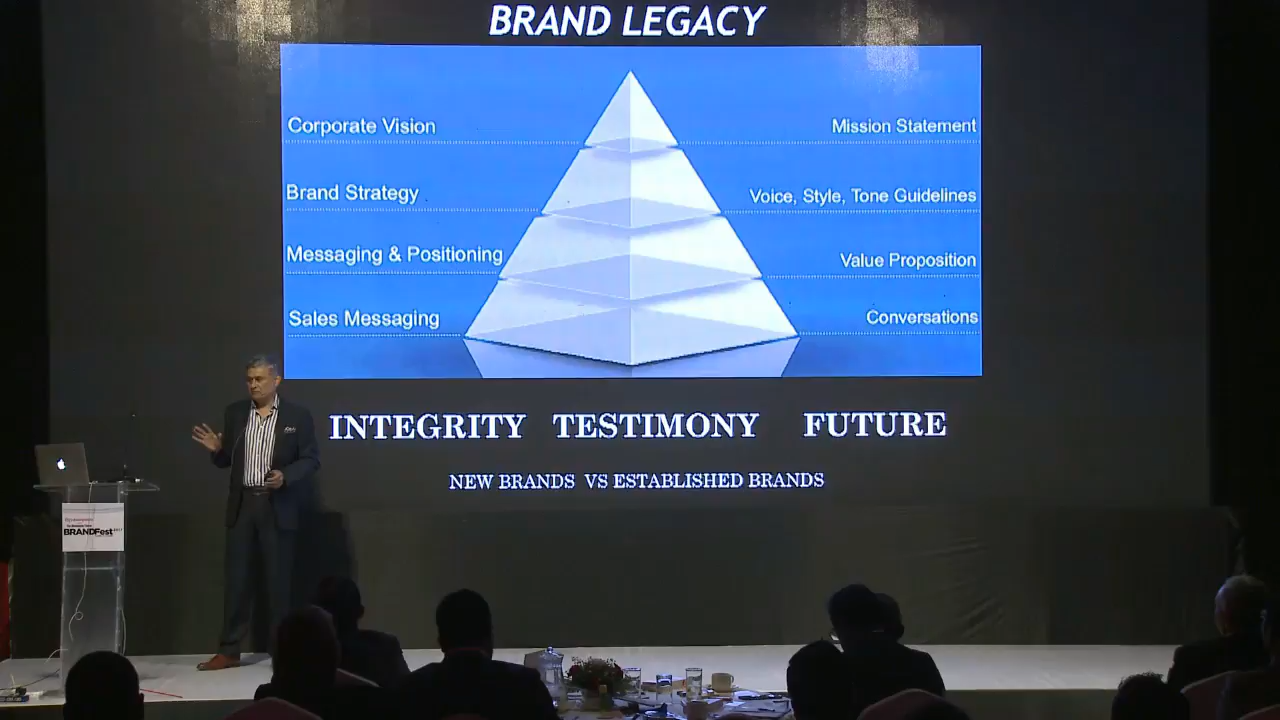 BRAND LEGACY
Corporate Vision
Mission Statement
Brand Strategy
Voice, Style, Tone Guidelines
Messaging & Positioning
Value Proposition
Sales Messaging
Conversations
INTEGRITY TESTIMONY FUTURE
NEW BRANDS VS ESTABLISHED BRANDS
BRANDFest